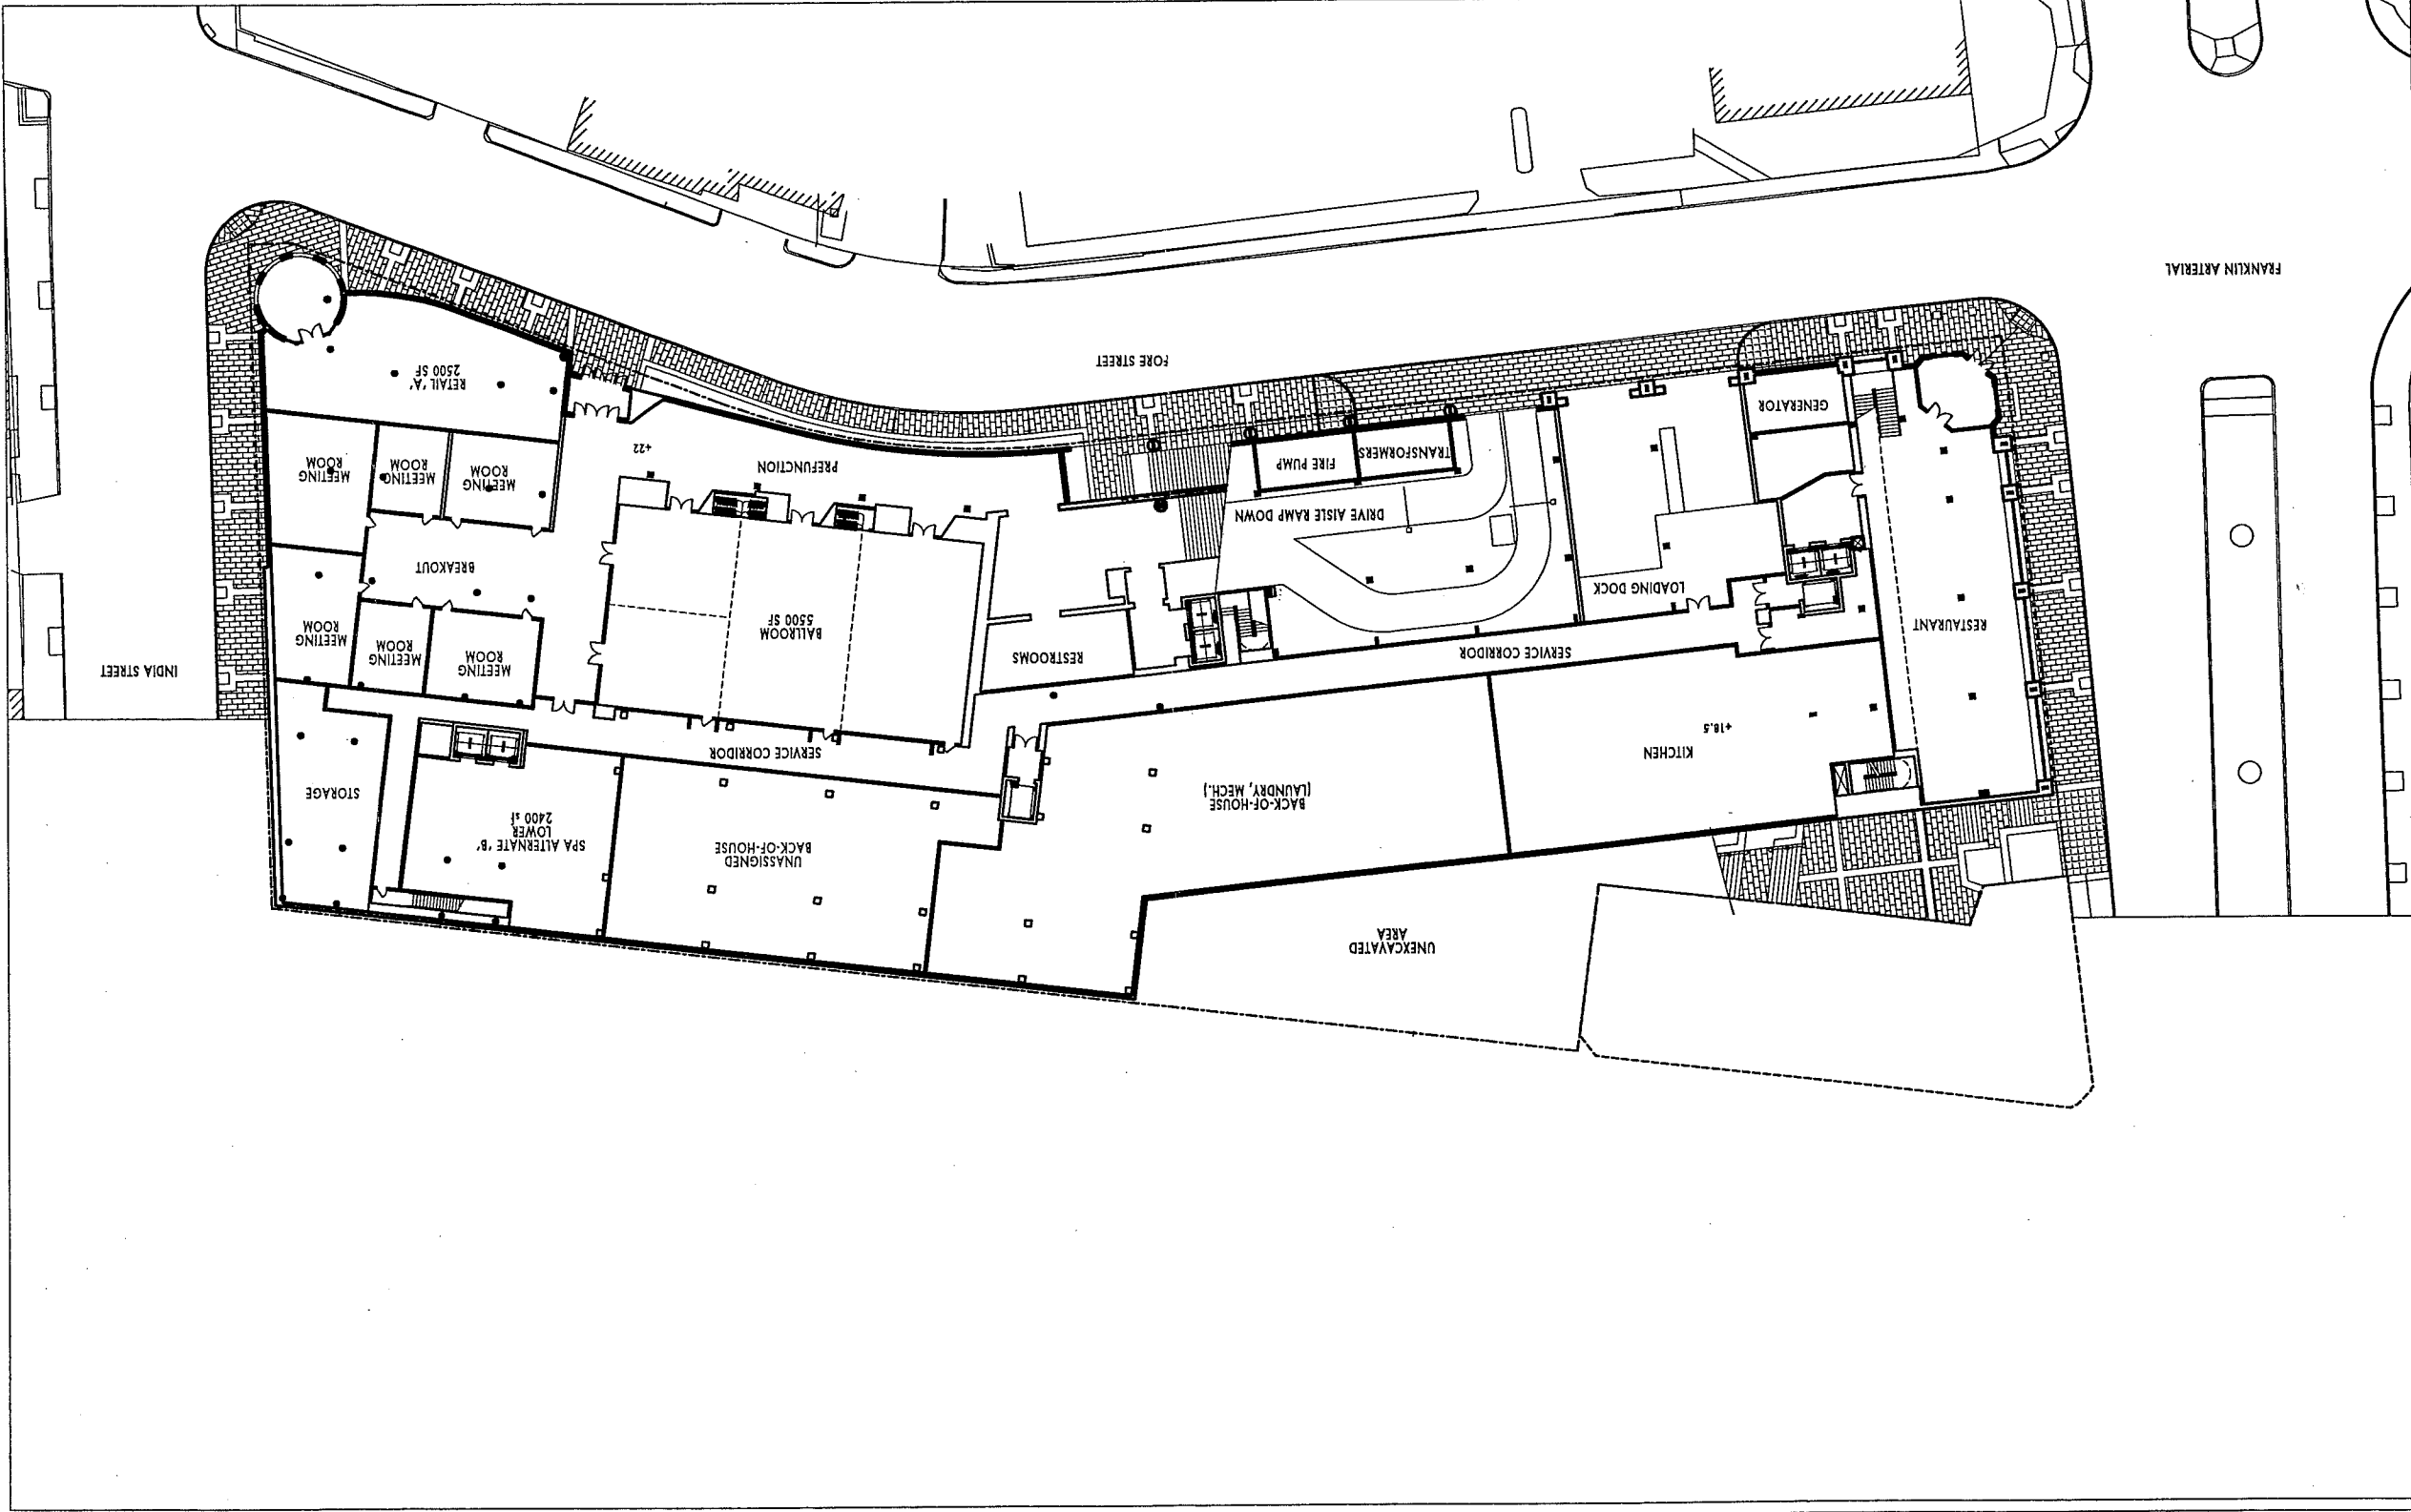 INDIA STREET
FORE STREET
FRANKLIN ARTERIAL
RETAIL 'A'
2500 SF
MEETING
ROOM
MEETING
ROOM
MEETING
ROOM
BREAKOUT
MEETING
ROOM
MEETING
ROOM
MEETING
ROOM
STORAGE
SPA ALTERNATE 'B'
LOWER
2400 sf
UNASSIGNED
BACK-OF-HOUSE
SERVICE CORRIDOR
BALLROOM
5500 SF
PREFUNCTION
+22
RESTROOMS
FIRE PUMP
TRANSFORMERS
DRIVE AISLE RAMP DOWN
LOADING DOCK
GENERATOR
SERVICE CORRIDOR
RESTAURANT
KITCHEN
+18.5
BACK-OF-HOUSE
(LAUNDRY, MECH.)
UNEXCAVATED
AREA